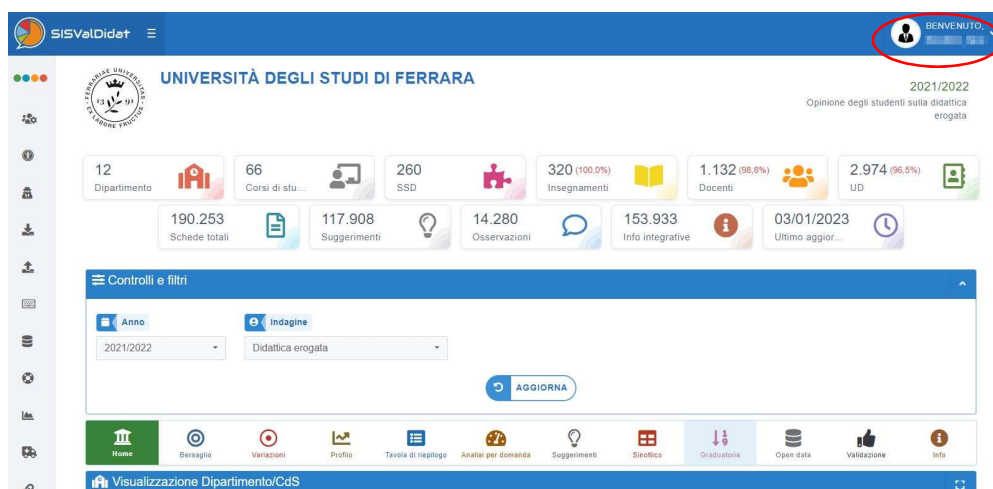 SISValDidat
BENVENUTO,
UNIVERSITÀ DEGLI STUDI DI FERRARA
2021/2022
Opinione degli studenti sulla didattica
erogata
12
Dipartimento
66
Corsi di stu...
260
SSD
320 (100,0%)
Insegnamenti
1.132 (98,8%)
Docenti
2.974 (96,5%)
UD
190.253
Schede totali
117.908
Suggerimenti
14.280
Osservazioni
153.933
Info integrative
03/01/2023
Ultimo aggior...
Controlli e filtri
Anno
Indagine
2021/2022
Didattica erogata
AGGIORNA
Home
Bersaglio
Variazioni
Profilo
Tavola di riepilogo
Analisi per domanda
Suggerimenti
Sinottico
Graduatorie
Open data
Validazione
Info
Visualizzazione Dipartimento/CdS